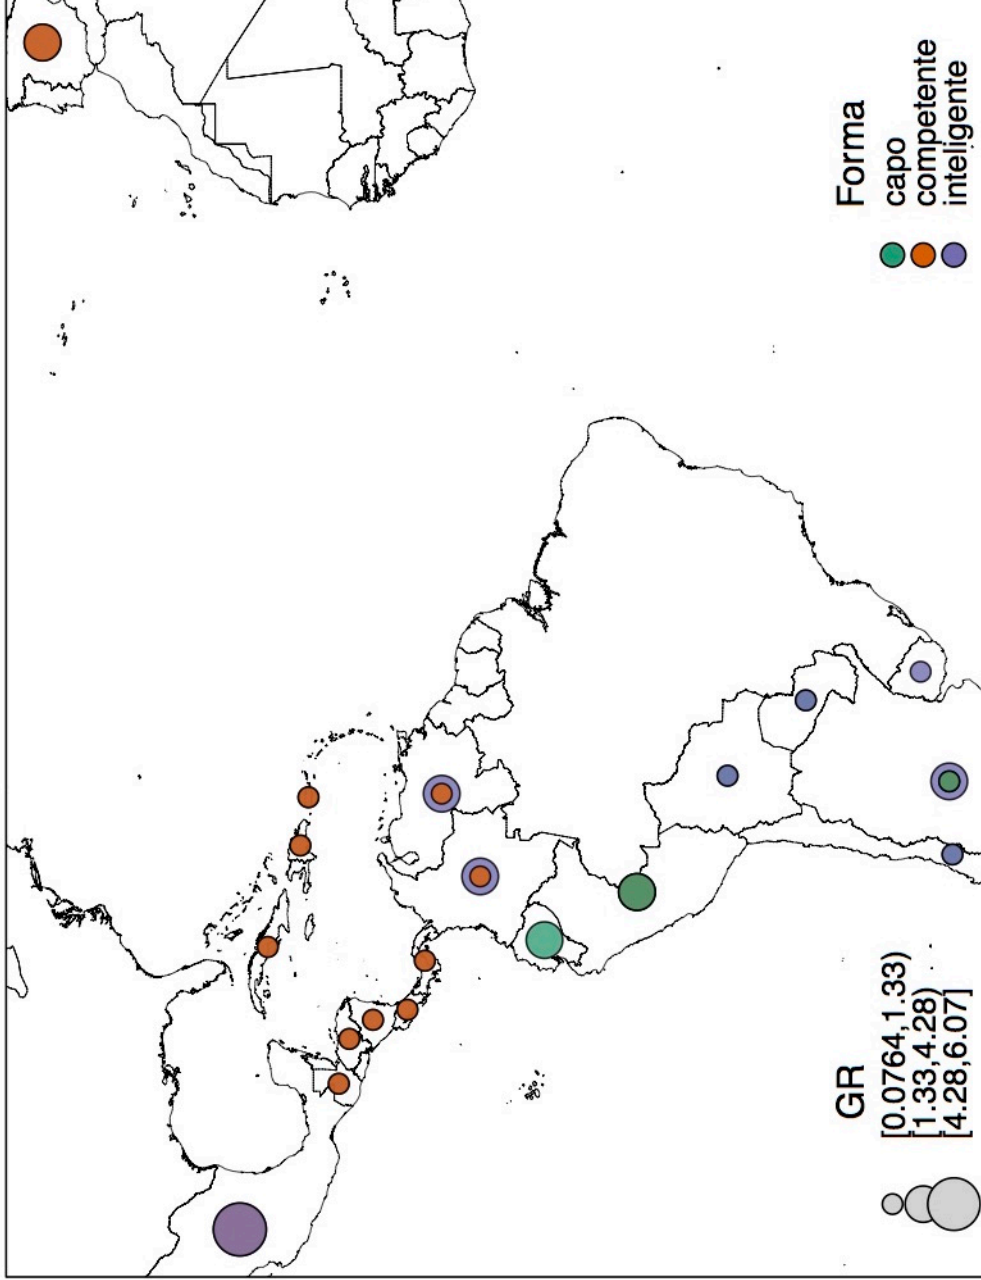 GR
[0.0764,1.33)
[1.33,4.28)
[4.28,6.07]
Forma
capo
competente
inteligente